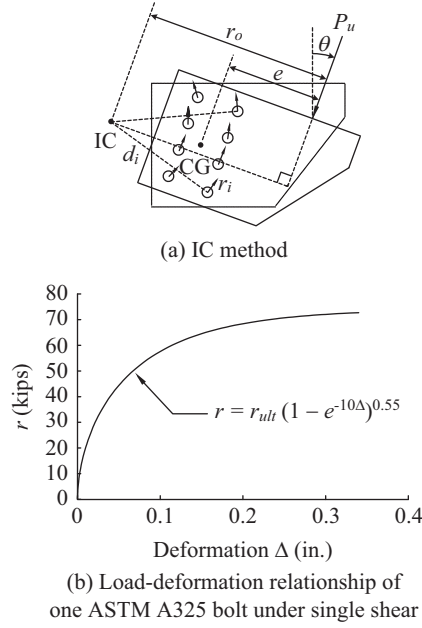 r_o
P_u
θ
e
IC
CG
d_i
r_i
(a) IC method
80
70
60
50
40
30
20
10
0
r (kips)
r = r_ult (1 – e^-10Δ)^0.55
0 0.1 0.2 0.3 0.4
Deformation Δ (in.)
(b) Load-deformation relationship of
one ASTM A325 bolt under single shear